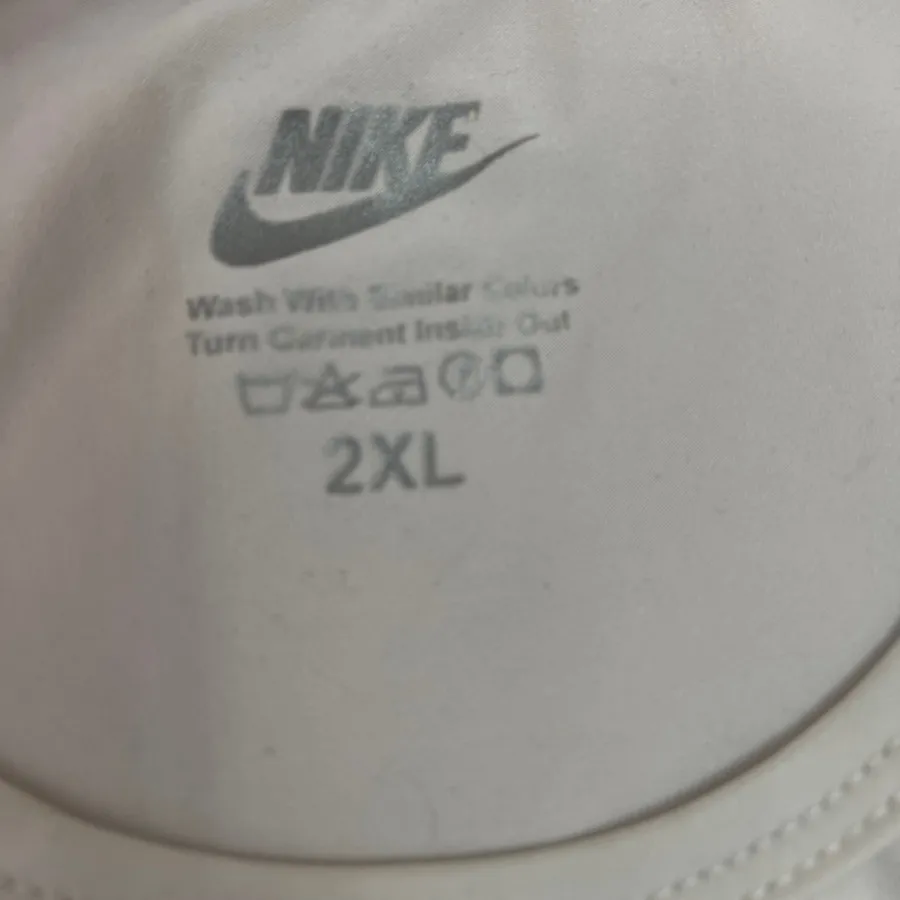 NIKE
Wash With Similar Colors
Turn Garment Inside Out
2XL